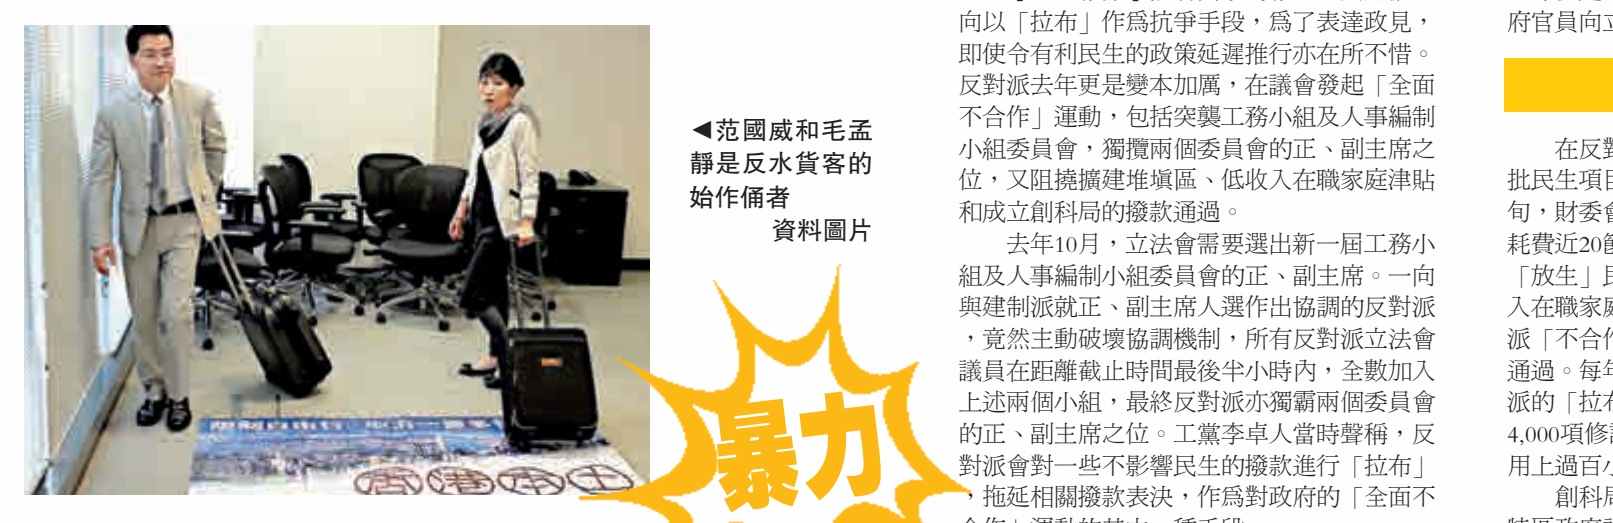 ◀范國威和毛孟
靜是反水貨客的
始作俑者
資料圖片
暴力
向以「拉布」作爲抗爭手段，爲了表達政見，
即使令有利民生的政策延遲推行亦在所不惜。
反對派去年更是變本加厲，在議會發起「全面
不合作」運動，包括突襲工務小組及人事編制
小組委員會，獨攬兩個委員會的正、副主席之
位，又阻撓擴建堆塡區、低收入在職家庭津貼
和成立創科局的撥款通過。
去年10月，立法會需要選出新一屆工務小
組及人事編制小組委員會的正、副主席。一向
與建制派就正、副主席人選作出協調的反對派
，竟然主動破壞協調機制，所有反對派立法會
議員在距離截止時間最後半小時內，全數加入
上述兩個小組，最終反對派亦獨霸兩個委員會
的正、副主席之位。工黨李卓人當時聲稱，反
對派會對一些不影響民生的撥款進行「拉布」
，拖延相關撥款表決，作爲對政府的「全面不
府官員向立
在反對
批民生項目
旬，財委會
耗費近20
「放生」民
入在職家庭
派「不合作
通過。每年
派的「拉布
4,000項修
用上過百小
創科局